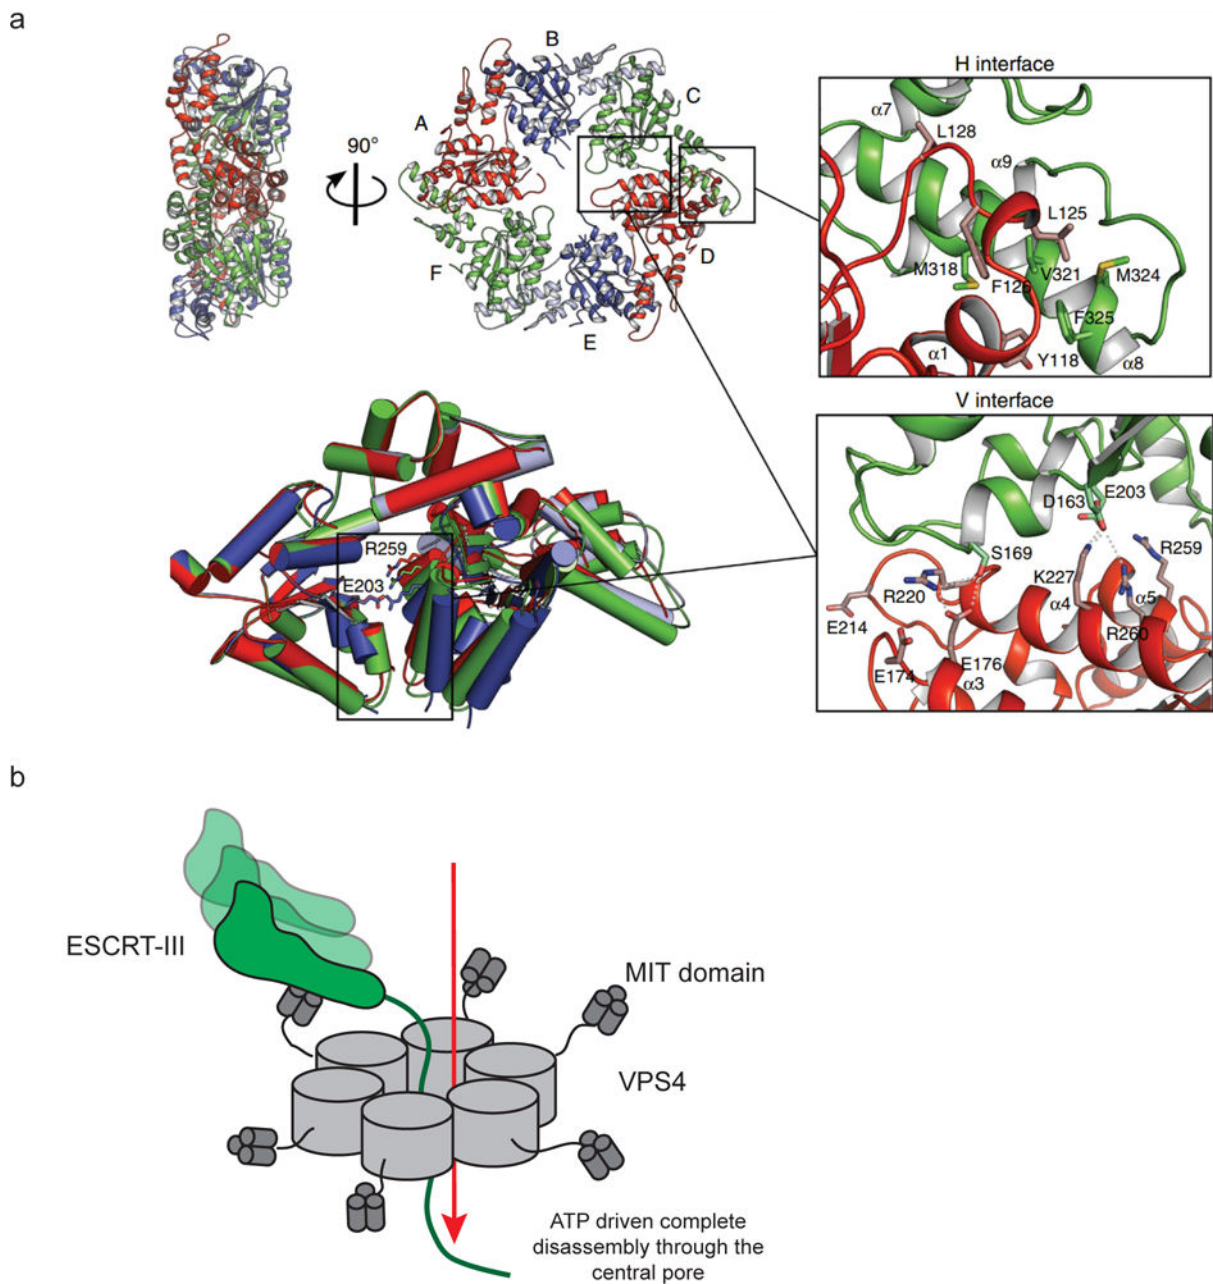 a
90°
A
B
C
D
E
F
H interface
α7
L128
α9
L125
M318
F126
V321
M324
F325
α1
Y118
α8
V interface
D163
E203
S169
R259
K227
R220
α4
α5
E214
R260
E174
E176
α3
R259
E203
b
ESCRT-III
MIT domain
VPS4
ATP driven complete
disassembly through the
central pore